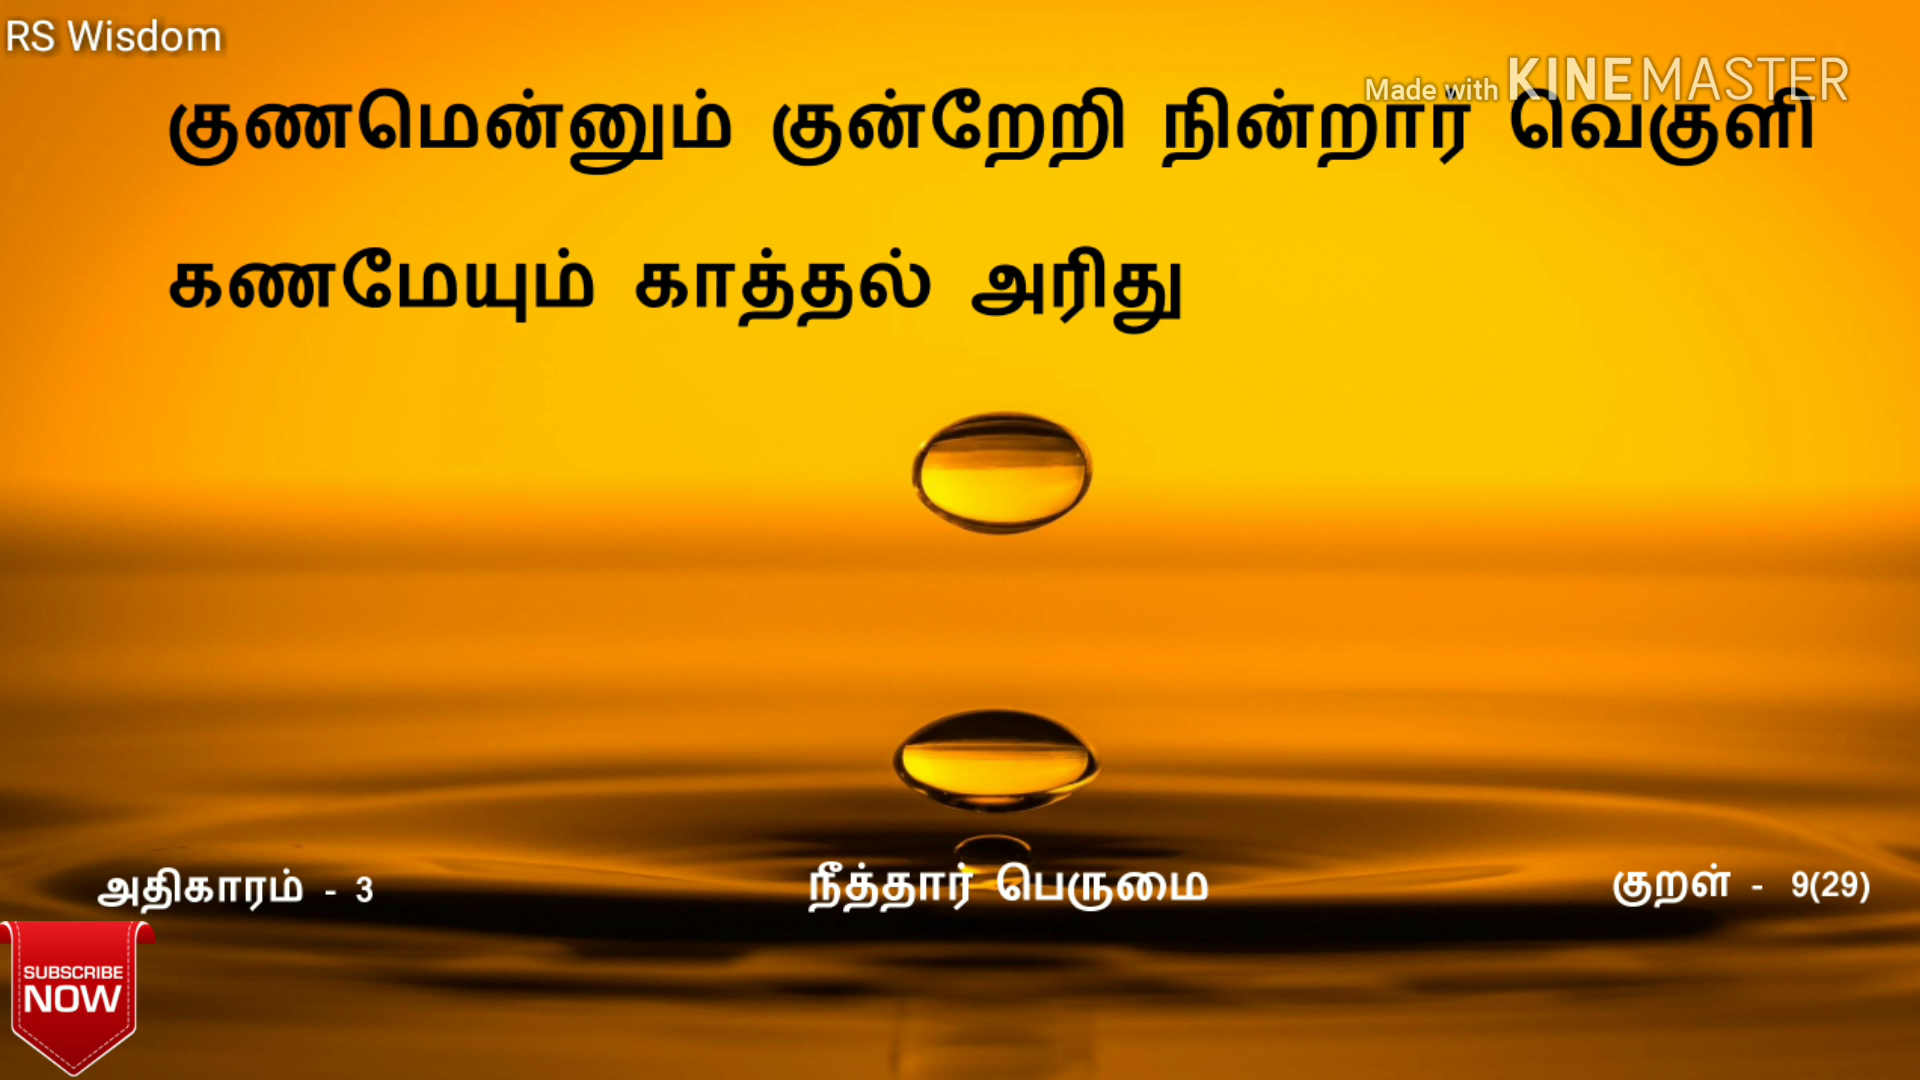 RS Wisdom
Made with KINEMASTER
குணமென்னும் குன்றேறி நின்றார் வெகுளி
கணமேயும் காத்தல் அரிது
அதிகாரம் - 3
நீத்தார் பெருமை
குறள் - 9(29)
SUBSCRIBE
NOW